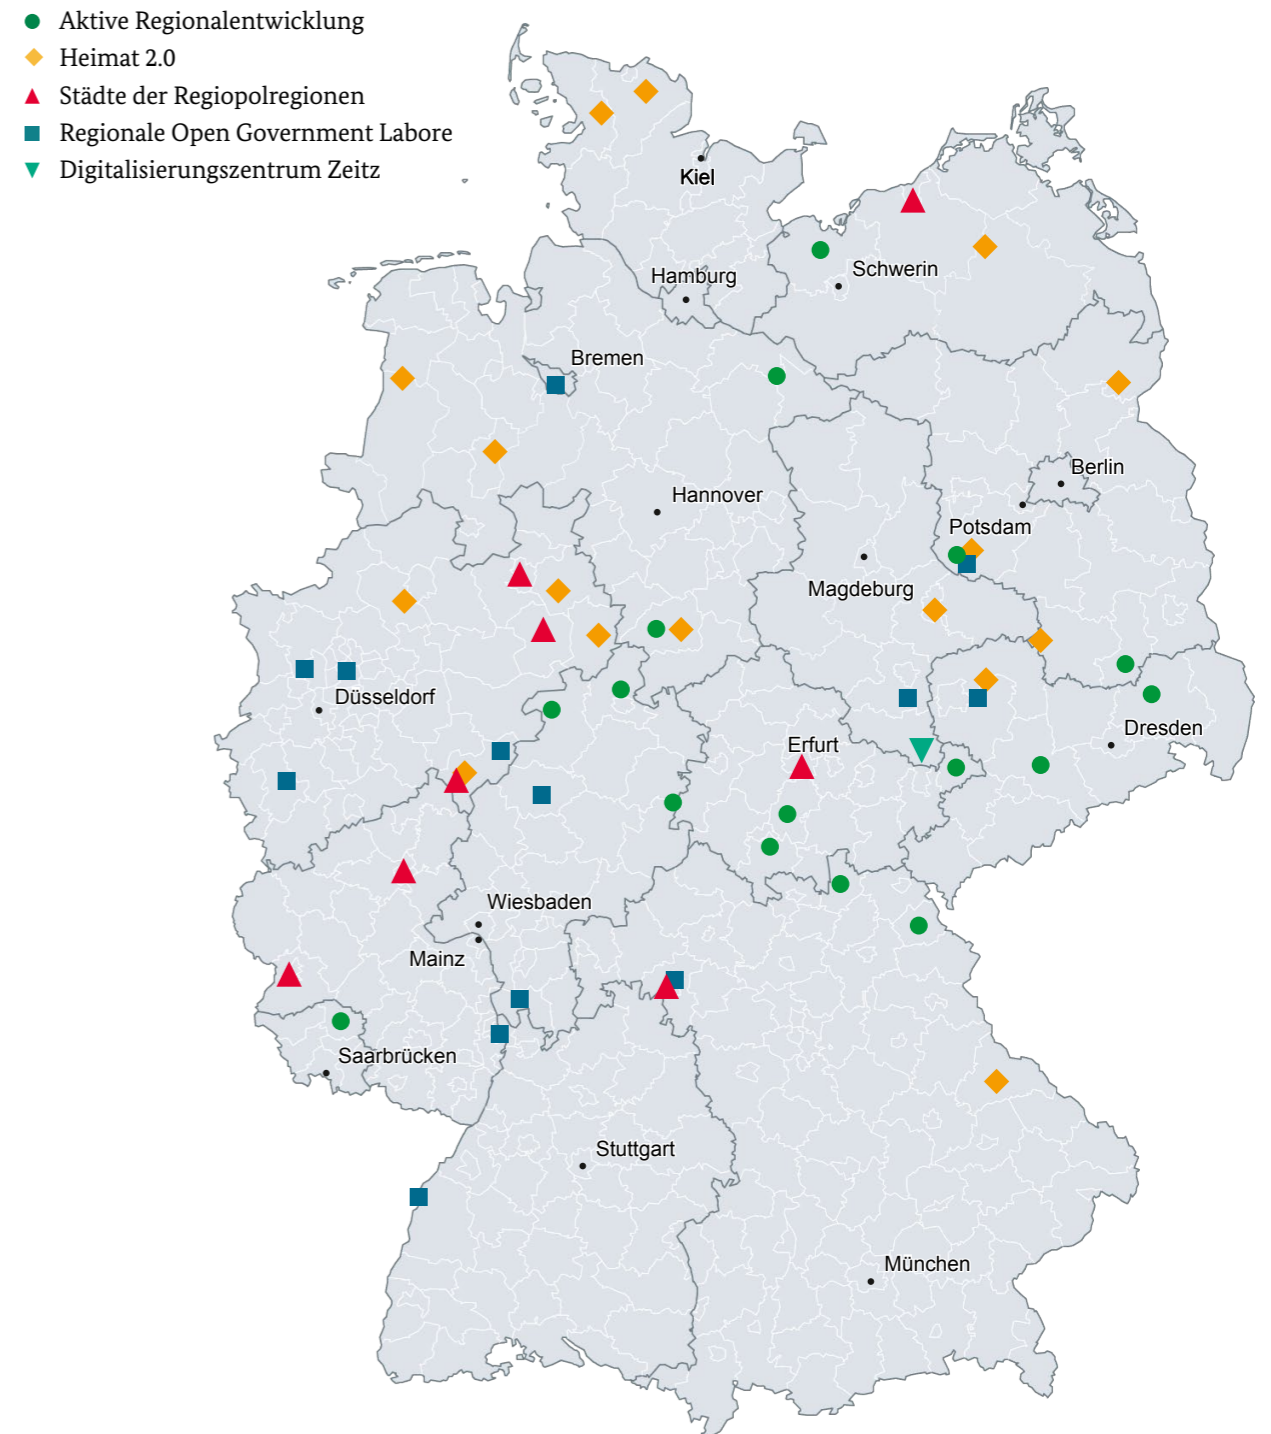 Aktive Regionalentwicklung
Heimat 2.0
Städte der Regiopolregionen
Regionale Open Government Labore
Digitalisierungszentrum Zeitz
Kiel
Schwerin
Hamburg
Bremen
Berlin
Hannover
Potsdam
Magdeburg
Düsseldorf
Dresden
Erfurt
Wiesbaden
Mainz
Saarbrücken
Stuttgart
München